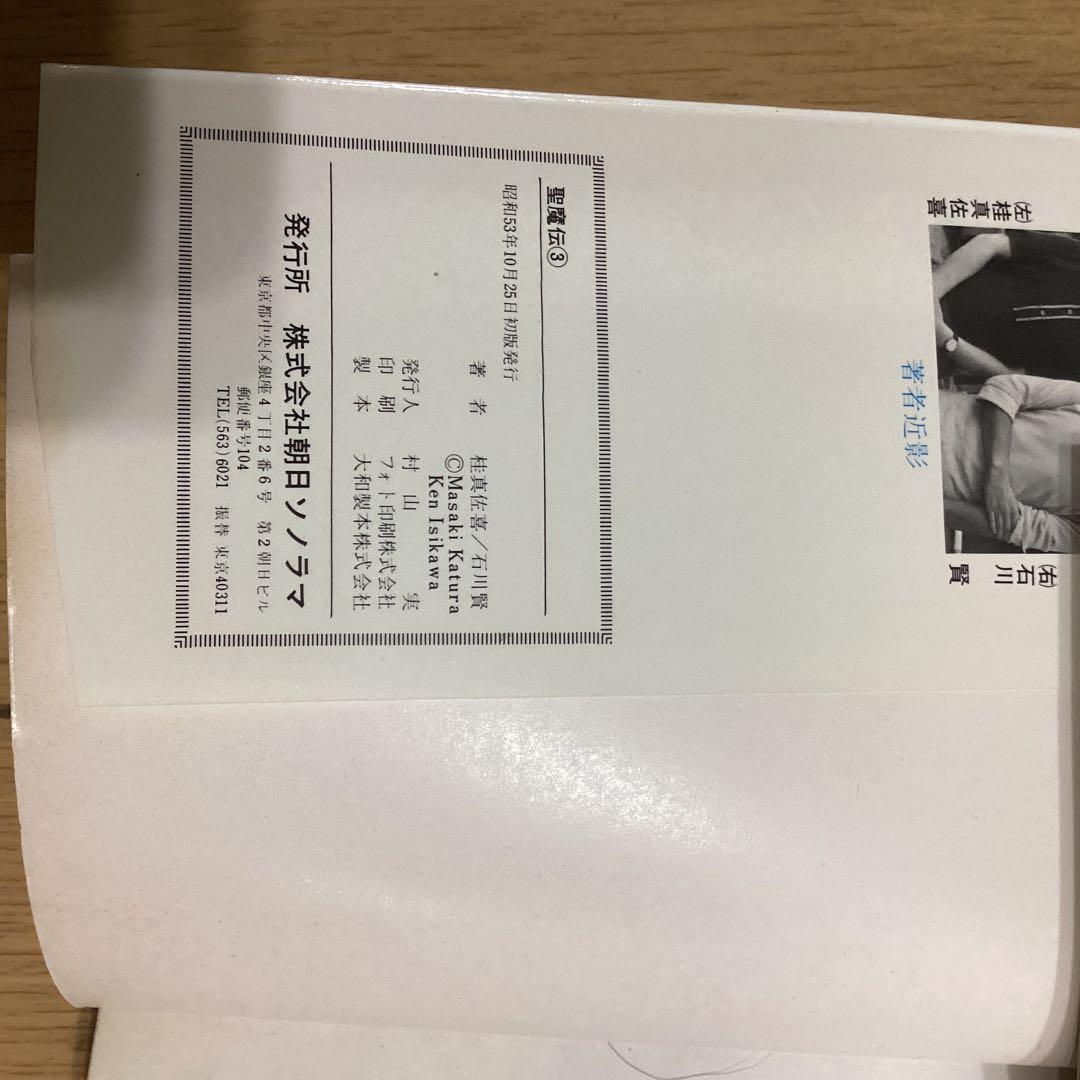 ㊧桂真佐喜
著者近影
㊨石川賢
聖魔伝③
昭和53年10月25日初版発行
著者 桂真佐喜／石川賢
©Masaki Katura
Ken Isikawa
発行人 村山実
印刷 フォト印刷株式会社
製本 大和製本株式会社
発行所 株式会社朝日ソノラマ
東京都中央区銀座4丁目2番6号 第2朝日ビル
郵便番号104
TEL(563)6021 振替 東京40311